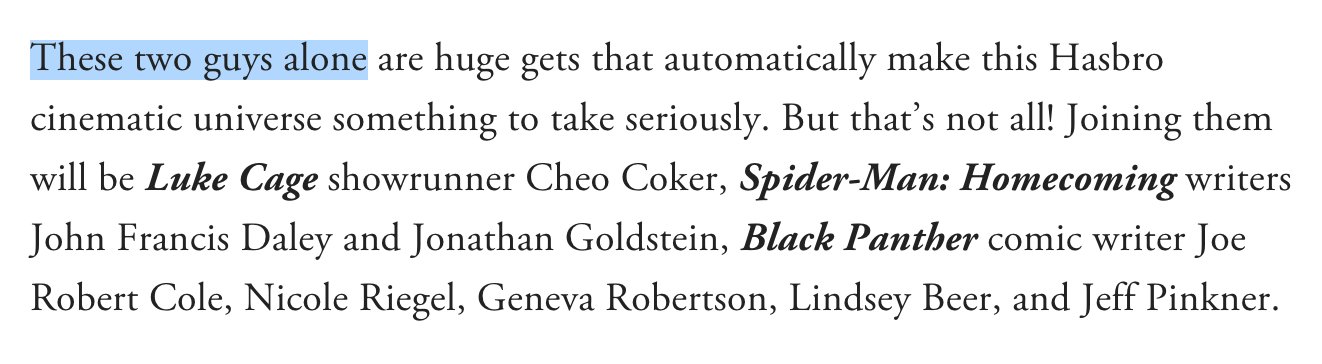 These two guys alone are huge gets that automatically make this Hasbro
cinematic universe something to take seriously. But that’s not all! Joining them
will be Luke Cage showrunner Cheo Coker, Spider-Man: Homecoming writers
John Francis Daley and Jonathan Goldstein, Black Panther comic writer Joe
Robert Cole, Nicole Riegel, Geneva Robertson, Lindsey Beer, and Jeff Pinkner.